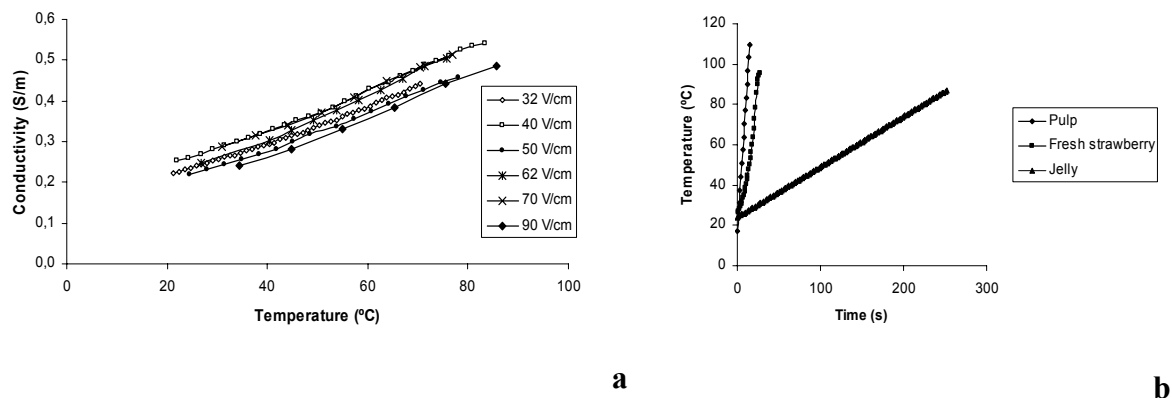 Conductivity (S/m)
0,6
0,5
0,4
0,3
0,2
0,1
0,0
0 20 40 60 80 100
Temperature (ºC)
32 V/cm
40 V/cm
50 V/cm
62 V/cm
70 V/cm
90 V/cm
a
Temperature (ºC)
120
100
80
60
40
20
0
0 100 200 300
Time (s)
Pulp
Fresh strawberry
Jelly
b